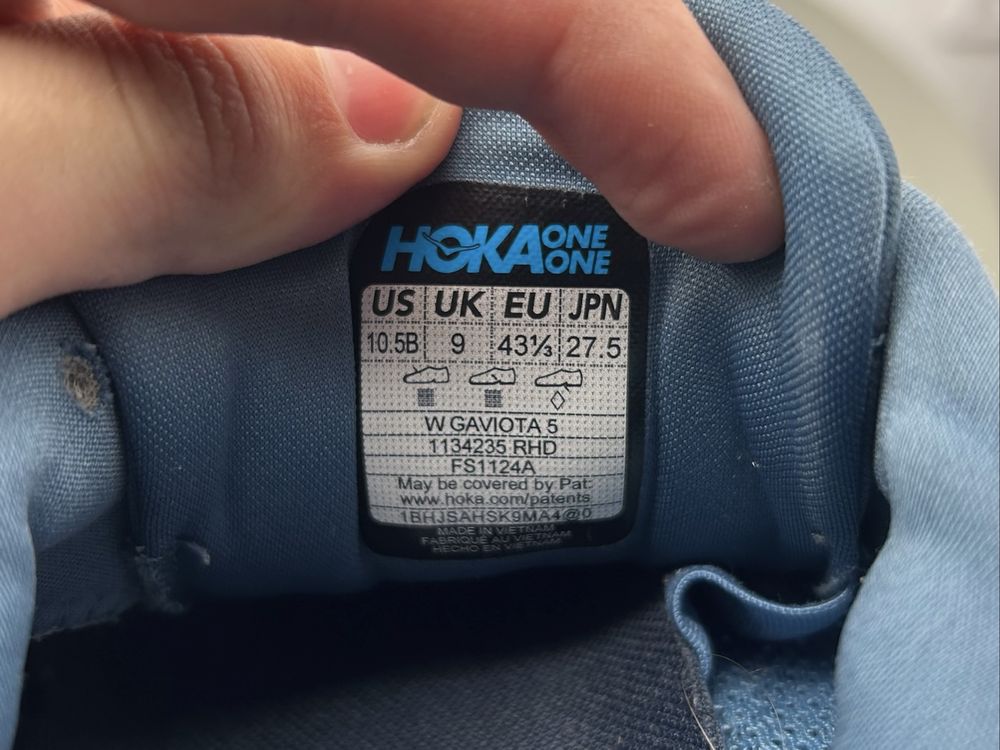 HOKA ONE ONE
US UK EU JPN
10.5B 9 43⅓ 27.5
W GAVIOTA 5
1134235 RHD
FS1124A
May be covered by Pat:
www.hoka.com/patents
1BHJSAHSK9MA4@0
MADE IN VIETNAM
FABRIQUÉ AU VIETNAM
HECHO EN VIETNAM